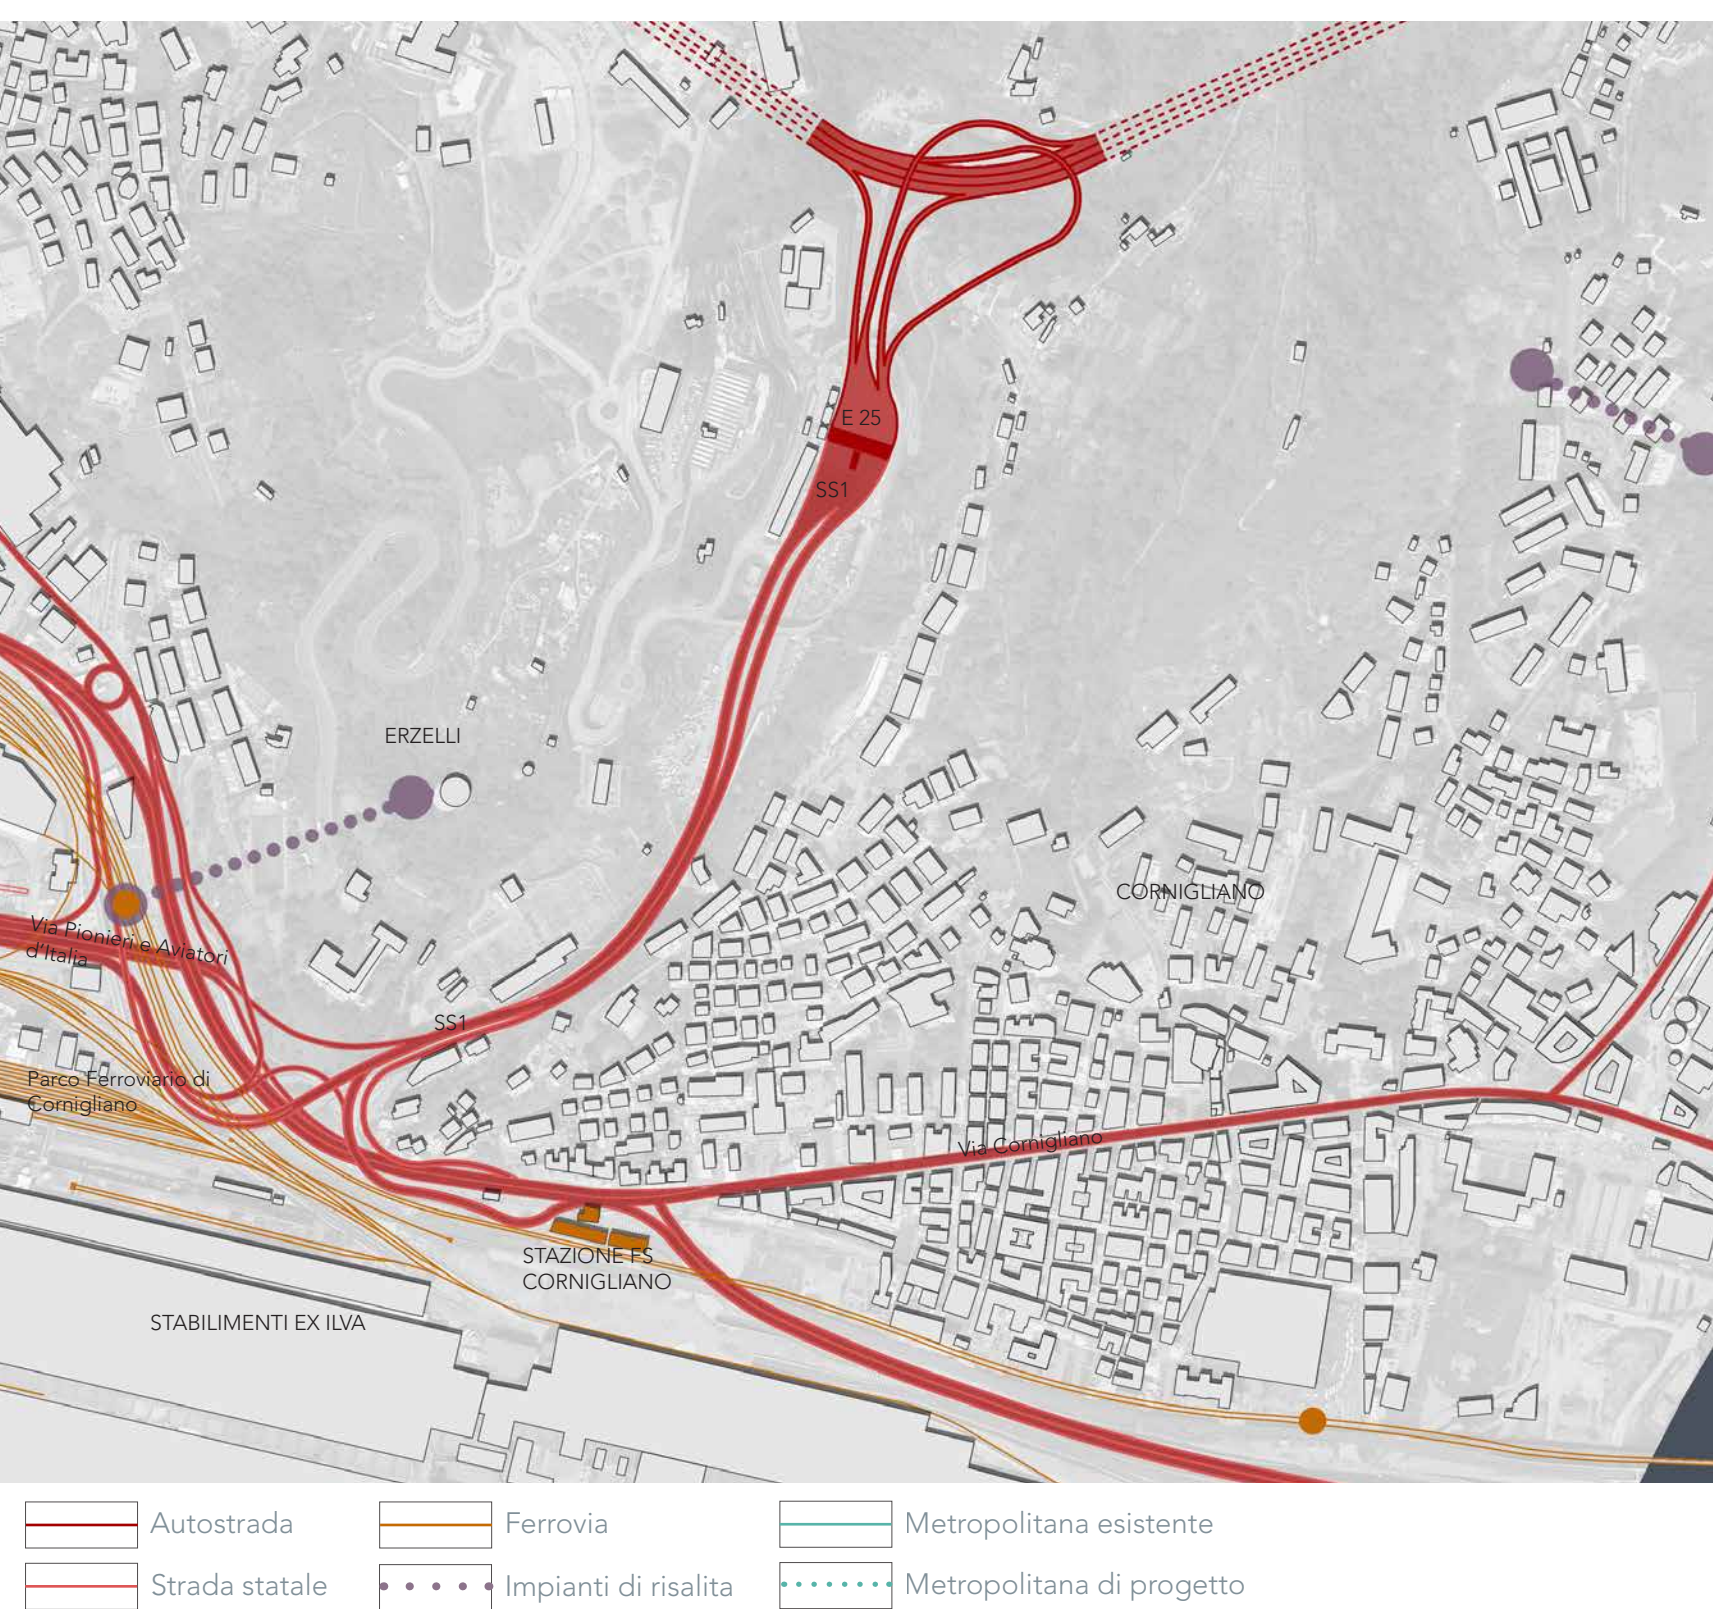 E 25
SS1
ERZELLI
CORNIGLIANO
Via Pionieri e Aviatori
d'Italia
SS1
Parco Ferroviario di
Cornigliano
Via Cornigliano
STAZIONE FS
CORNIGLIANO
STABILIMENTI EX ILVA
Autostrada
Ferrovia
Metropolitana esistente
Strada statale
Impianti di risalita
Metropolitana di progetto